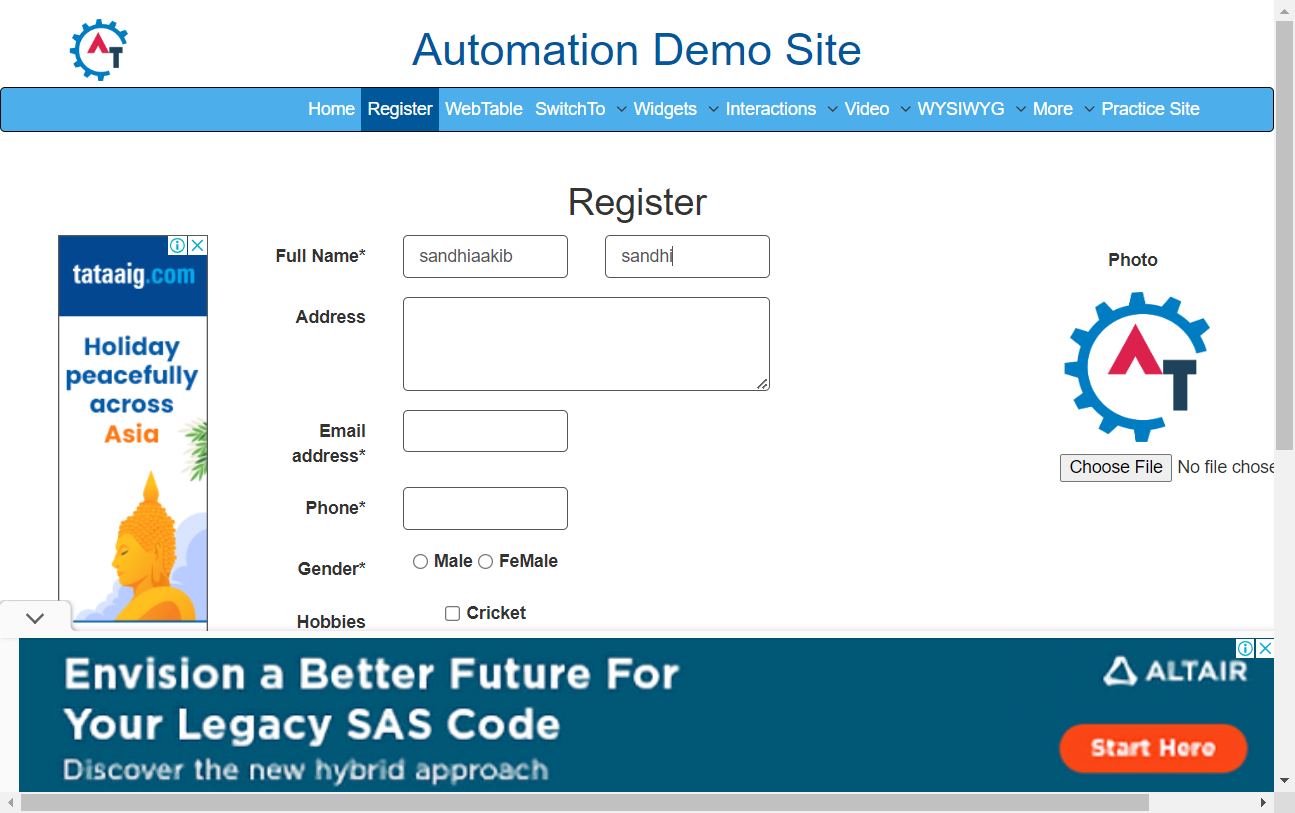 Automation Demo Site
Home Register WebTable SwitchTo Widgets Interactions Video WYSIWYG More Practice Site
Register
tataaig.com
Holiday
peacefully
across
Asia
Full Name* sandhiaakib sandhi
Address
Email
address*
Phone*
Gender* Male FeMale
Hobbies Cricket
Photo
AT
Choose File No file chose
Envision a Better Future For
Your Legacy SAS Code
Discover the new hybrid approach
ALTAIR
Start Here